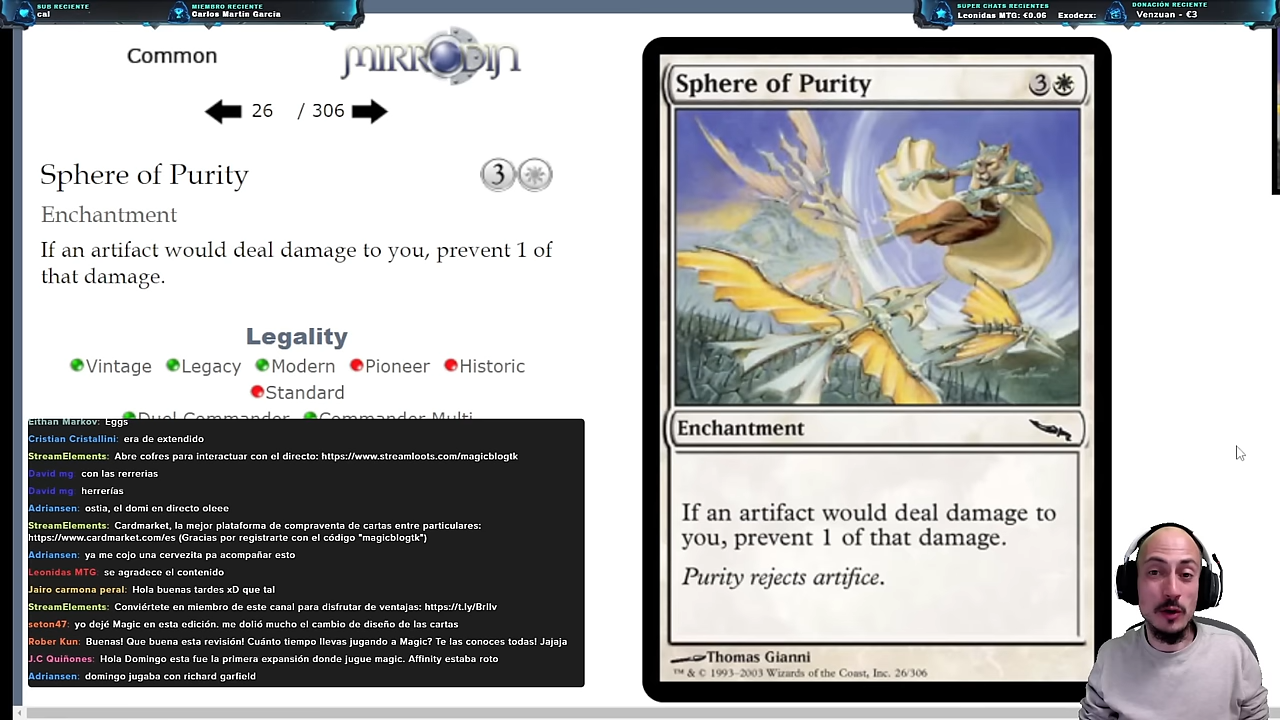 SUB RECIENTE
cal
MIEMBRO RECIENTE
Carlos Martin Garcia
SUPER CHATS RECIENTES
Leonidas MTG: €0.06 Exodexx:
DONACIÓN RECIENTE
Venzuan - €3
Common
MIRRODIN
26 / 306
Sphere of Purity
3
Enchantment
If an artifact would deal damage to you, prevent 1 of
that damage.
Legality
Vintage Legacy Modern Pioneer Historic
Standard
Duel Commander Commander Multi
Eithan Markov: Eggs
Cristian Cristallini: era de extendido
StreamElements: Abre cofres para interactuar con el directo: https://www.streamloots.com/magicblogtk
David mg: con las rerrerias
David mg: herrerías
Adriansen: ostia, el domi en directo oleee
StreamElements: Cardmarket, la mejor plataforma de compraventa de cartas entre particulares:
https://www.cardmarket.com/es (Gracias por registrarte con el código "magicblogtk")
Adriansen: ya me cojo una cervezita pa acompañar esto
Leonidas MTG: se agradece el contenido
Jairo carmona peral: Hola buenas tardes xD que tal
StreamElements: Conviértete en miembro de este canal para disfrutar de ventajas: https://t.ly/Brllv
seton47: yo dejé Magic en esta edición. me dolió mucho el cambio de diseño de las cartas
Rober Kun: Buenas! Que buena esta revisión! Cuánto tiempo llevas jugando a Magic? Te las conoces todas! Jajaja
J.C Quiñones: Hola Domingo esta fue la primera expansión donde jugue magic. Affinity estaba roto
Adriansen: domingo jugaba con richard garfield
Sphere of Purity 3
Enchantment
If an artifact would deal damage to
you, prevent 1 of that damage.
Purity rejects artifice.
Thomas Gianni
™ & © 1993–2003 Wizards of the Coast, Inc. 26/306